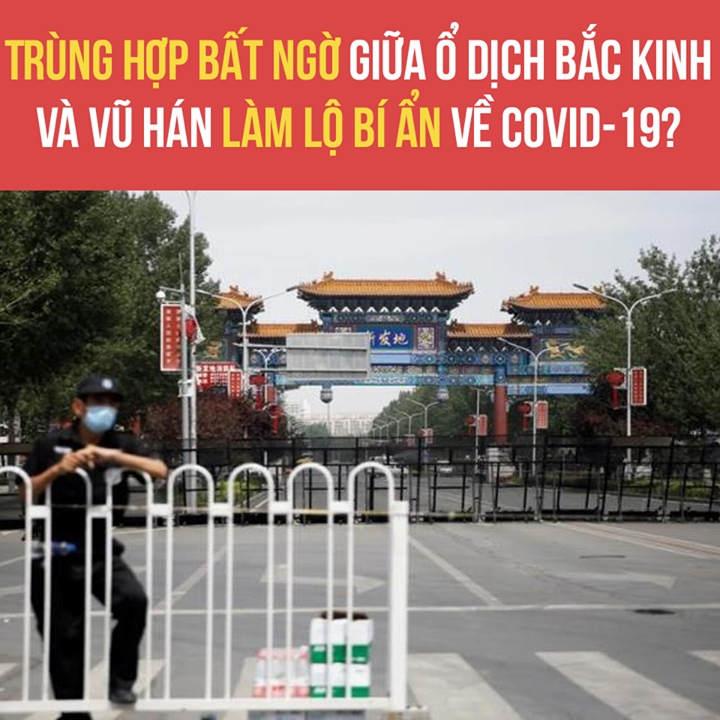 TRÙNG HỢP BẤT NGỜ GIỮA Ổ DỊCH BẮC KINH
VÀ VŨ HÁN LÀM LỘ BÍ ẨN VỀ COVID-19?
新发地